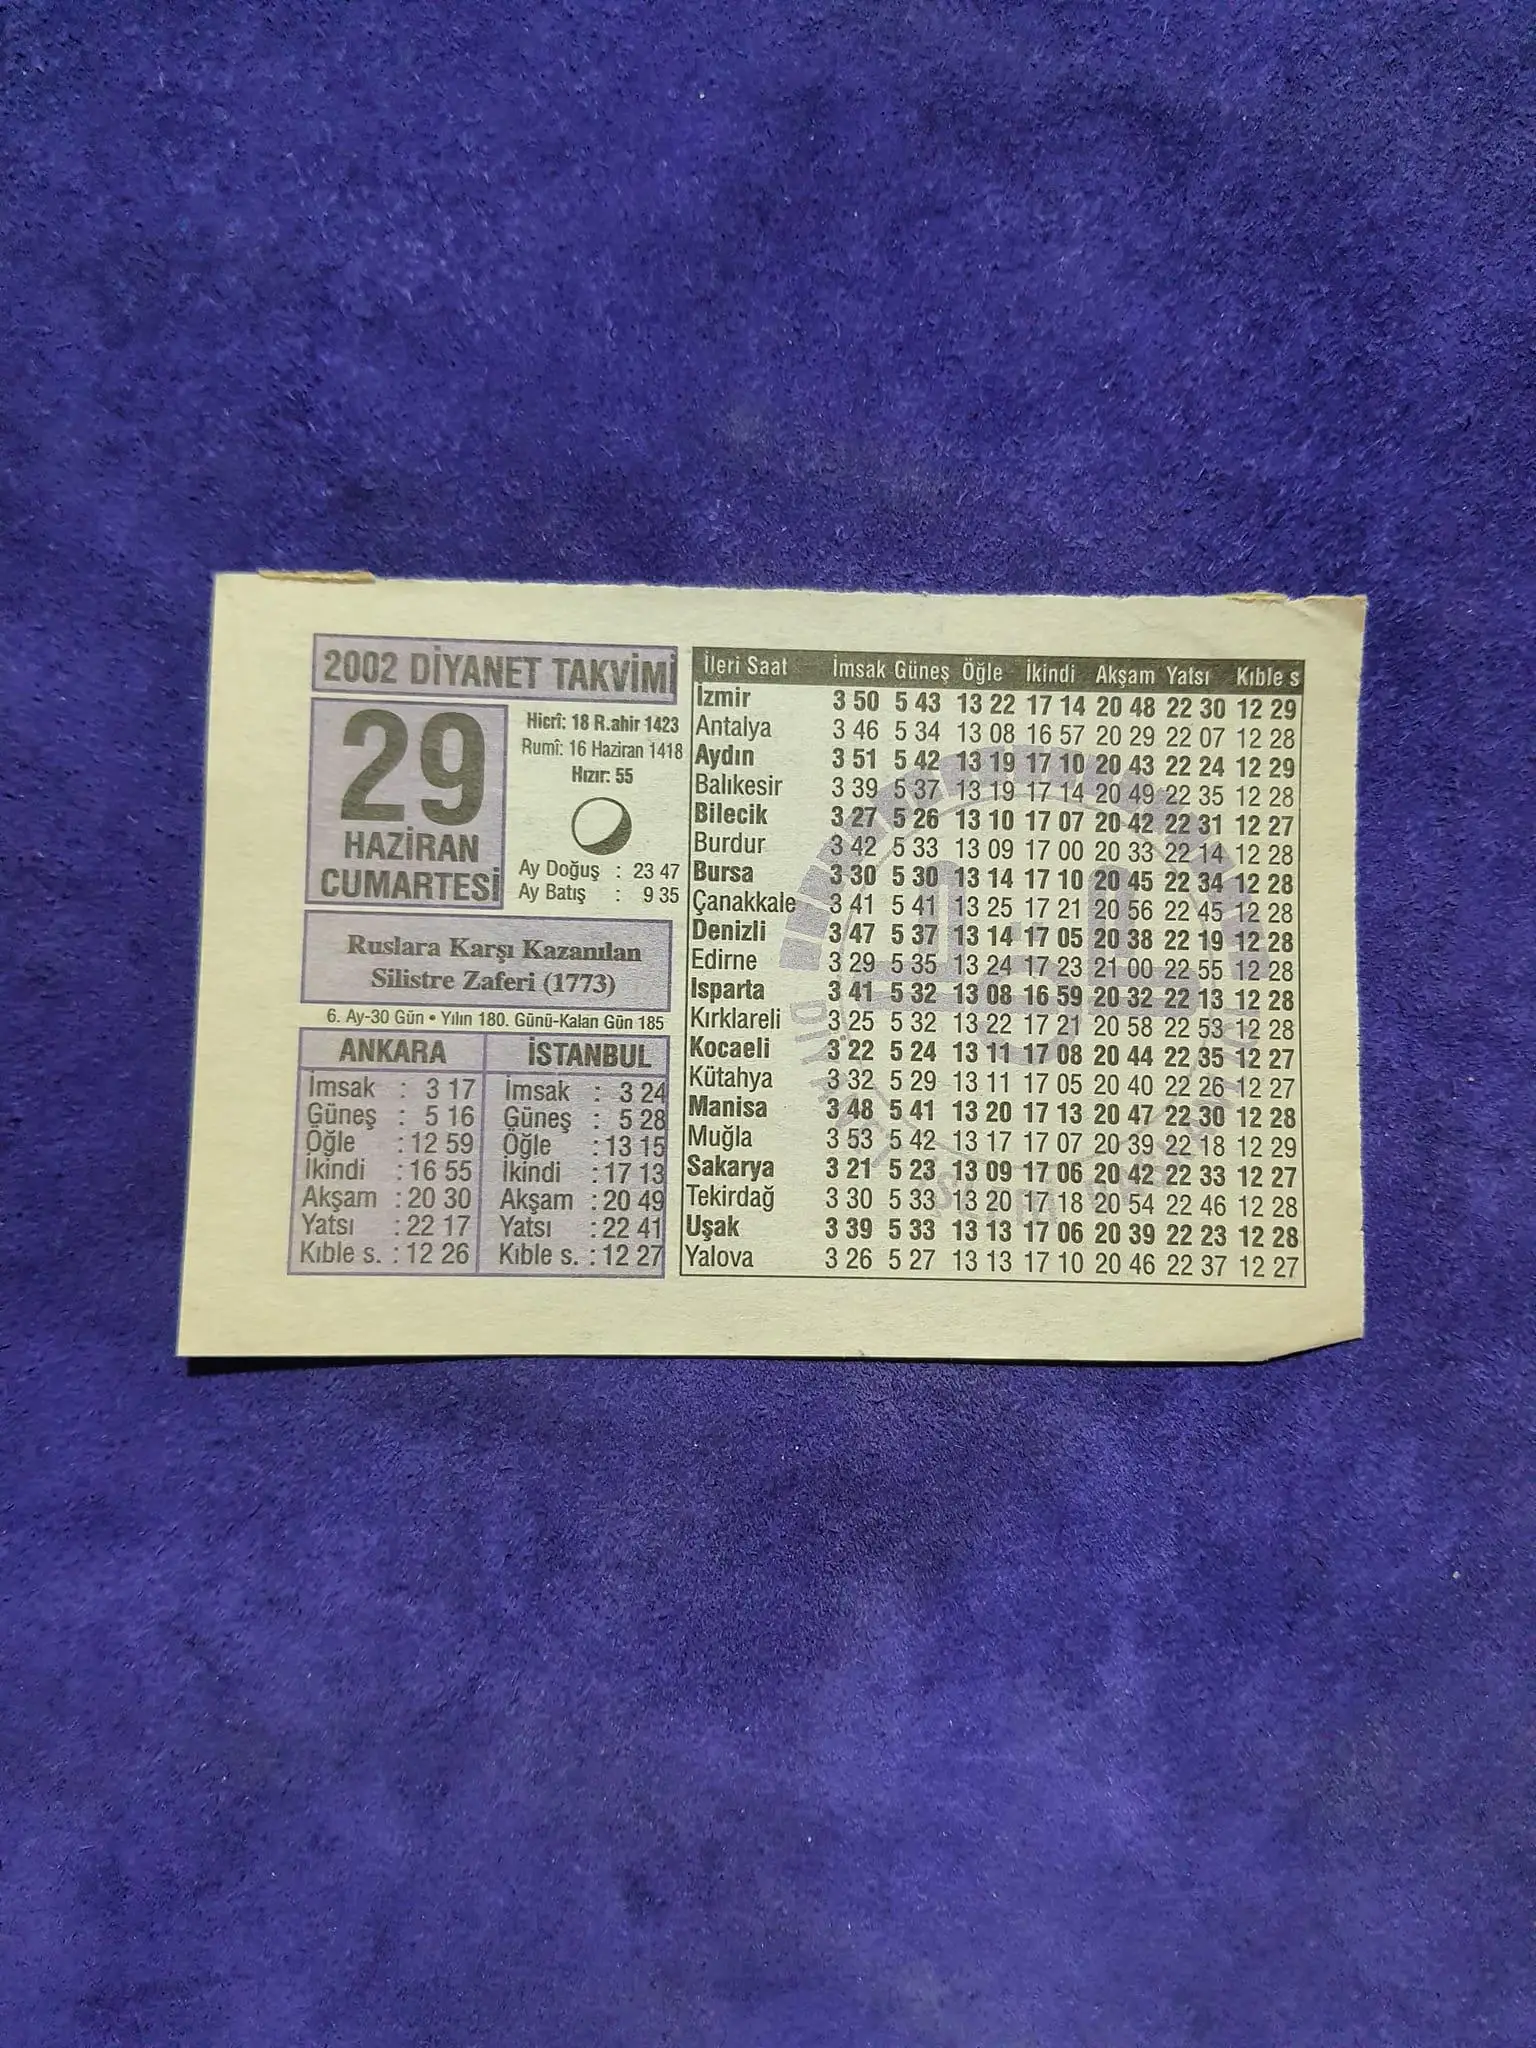 2002 DİYANET TAKVİMİ
29
HAZİRAN
CUMARTESİ
Hicrî: 18 R.ahir 1423
Rumî: 16 Haziran 1418
Hızır: 55
Ay Doğuş : 23 47
Ay Batış : 9 35
Ruslara Karşı Kazanılan
Silistre Zaferi (1773)
6. Ay-30 Gün • Yılın 180. Günü-Kalan Gün 185
ANKARA
İmsak : 3 17
Güneş : 5 16
Öğle : 12 59
İkindi : 16 55
Akşam : 20 30
Yatsı : 22 17
Kıble s. : 12 26
İSTANBUL
İmsak : 3 24
Güneş : 5 28
Öğle : 13 15
İkindi : 17 13
Akşam : 20 49
Yatsı : 22 41
Kıble s. : 12 27
İleri Saat İmsak Güneş Öğle İkindi Akşam Yatsı Kıble s
İzmir 3 50 5 43 13 22 17 14 20 48 22 30 12 29
Antalya 3 46 5 34 13 08 16 57 20 29 22 07 12 28
Aydın 3 51 5 42 13 19 17 10 20 43 22 24 12 29
Balıkesir 3 39 5 37 13 19 17 14 20 49 22 35 12 28
Bilecik 3 27 5 26 13 10 17 07 20 42 22 31 12 27
Burdur 3 42 5 33 13 09 17 00 20 33 22 14 12 28
Bursa 3 30 5 30 13 14 17 10 20 45 22 34 12 28
Çanakkale 3 41 5 41 13 25 17 21 20 56 22 45 12 28
Denizli 3 47 5 37 13 14 17 05 20 38 22 19 12 28
Edirne 3 29 5 35 13 24 17 23 21 00 22 55 12 28
Isparta 3 41 5 32 13 08 16 59 20 32 22 13 12 28
Kırklareli 3 25 5 32 13 22 17 21 20 58 22 53 12 28
Kocaeli 3 22 5 24 13 11 17 08 20 44 22 35 12 27
Kütahya 3 32 5 29 13 11 17 05 20 40 22 26 12 27
Manisa 3 48 5 41 13 20 17 13 20 47 22 30 12 28
Muğla 3 53 5 42 13 17 17 07 20 39 22 18 12 29
Sakarya 3 21 5 23 13 09 17 06 20 42 22 33 12 27
Tekirdağ 3 30 5 33 13 20 17 18 20 54 22 46 12 28
Uşak 3 39 5 33 13 13 17 06 20 39 22 23 12 28
Yalova 3 26 5 27 13 13 17 10 20 46 22 37 12 27